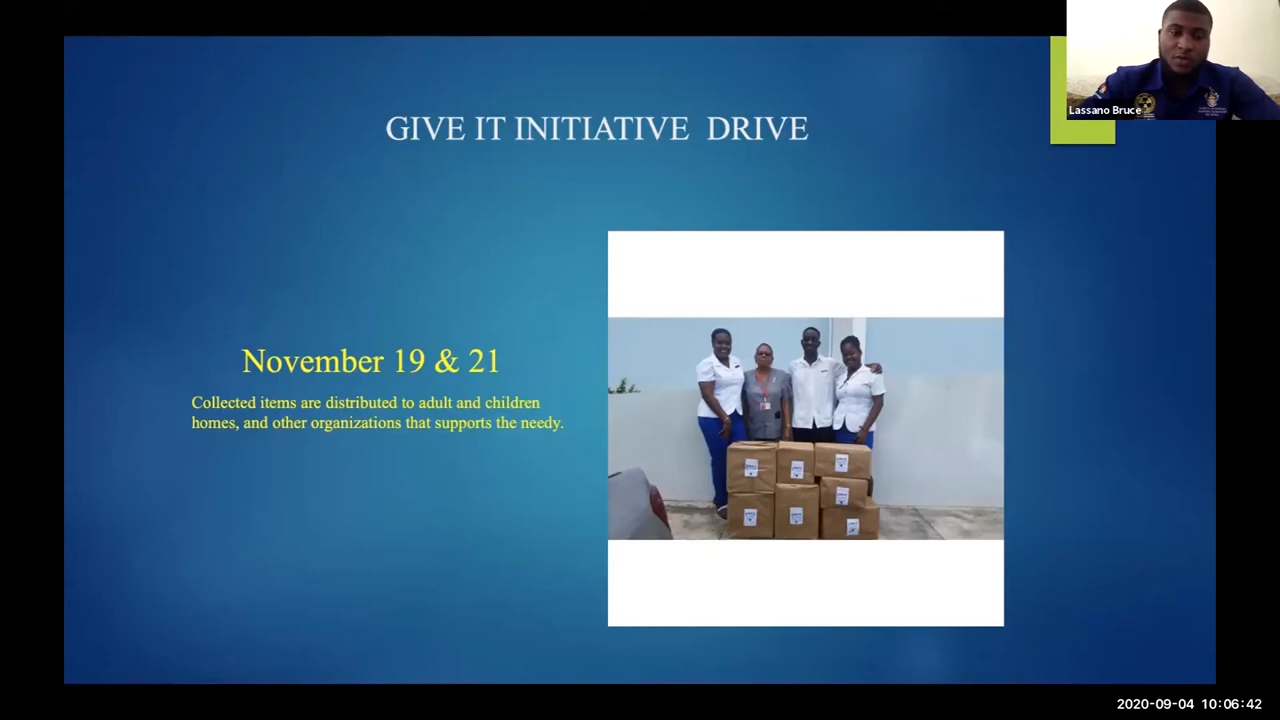 Lassano Bruce
GIVE IT INITIATIVE DRIVE
November 19 & 21
Collected items are distributed to adult and children
homes, and other organizations that supports the needy.
2020-09-04 10:06:42